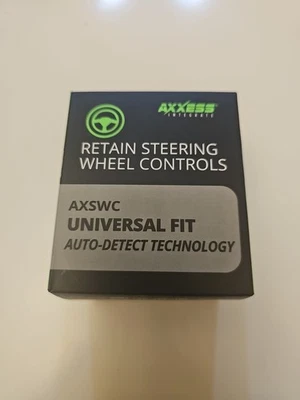 AXXESS
INTEGRATE
RETAIN STEERING
WHEEL CONTROLS
AXSWC
UNIVERSAL FIT
AUTO-DETECT TECHNOLOGY